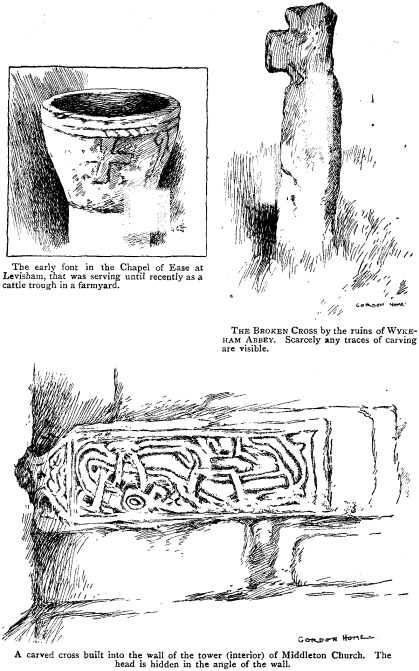 The early font in the Chapel of Ease at
Levisham, that was serving until recently as a
cattle trough in a farmyard.
GORDON HOME
THE BROKEN CROSS by the ruins of WYKE-
HAM ABBEY. Scarcely any traces of carving
are visible.
GORDON HOME
A carved cross built into the wall of the tower (interior) of Middleton Church. The
head is hidden in the angle of the wall.